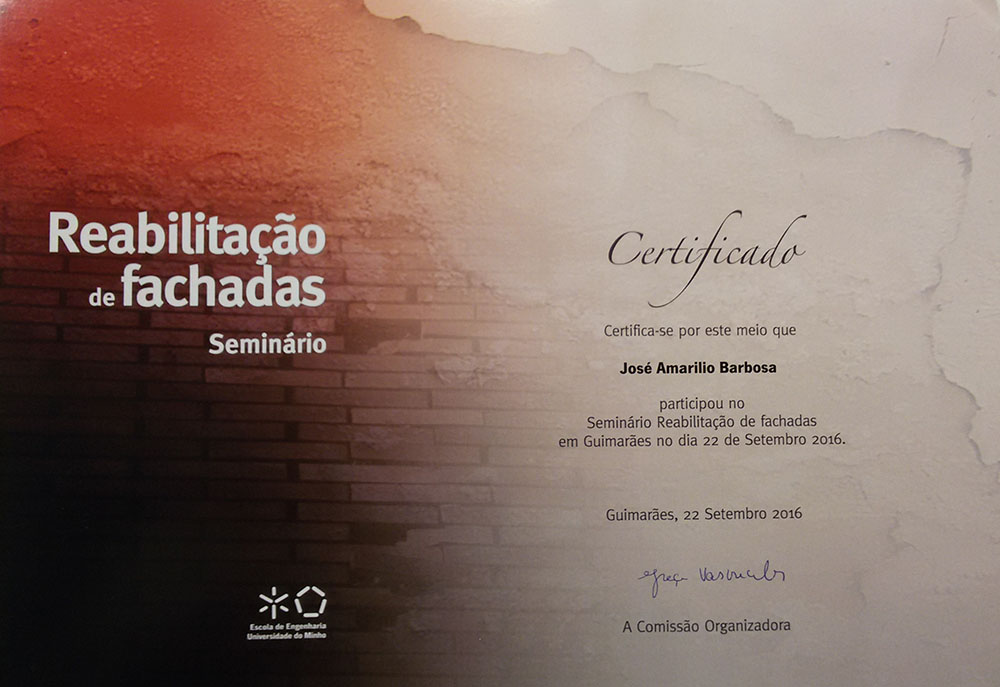 Reabilitação
de fachadas
Seminário
Escola de Engenharia
Universidade do Minho
Certificado
Certifica-se por este meio que
José Amarilio Barbosa
participou no
Seminário Reabilitação de fachadas
em Guimarães no dia 22 de Setembro 2016.
Guimarães, 22 Setembro 2016
A Comissão Organizadora